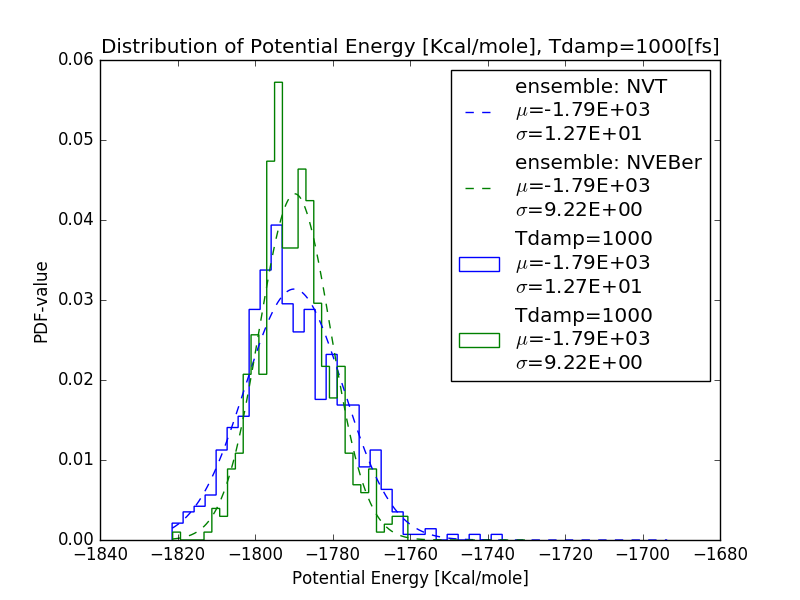 Distribution of Potential Energy [Kcal/mole], Tdamp=1000[fs]
0.06
0.05
0.04
0.03
0.02
0.01
0.00
PDF-value
ensemble: NVT
μ=-1.79E+03
σ=1.27E+01
ensemble: NVEBer
μ=-1.79E+03
σ=9.22E+00
Tdamp=1000
μ=-1.79E+03
σ=1.27E+01
Tdamp=1000
μ=-1.79E+03
σ=9.22E+00
−1840 −1820 −1800 −1780 −1760 −1740 −1720 −1700 −1680
Potential Energy [Kcal/mole]